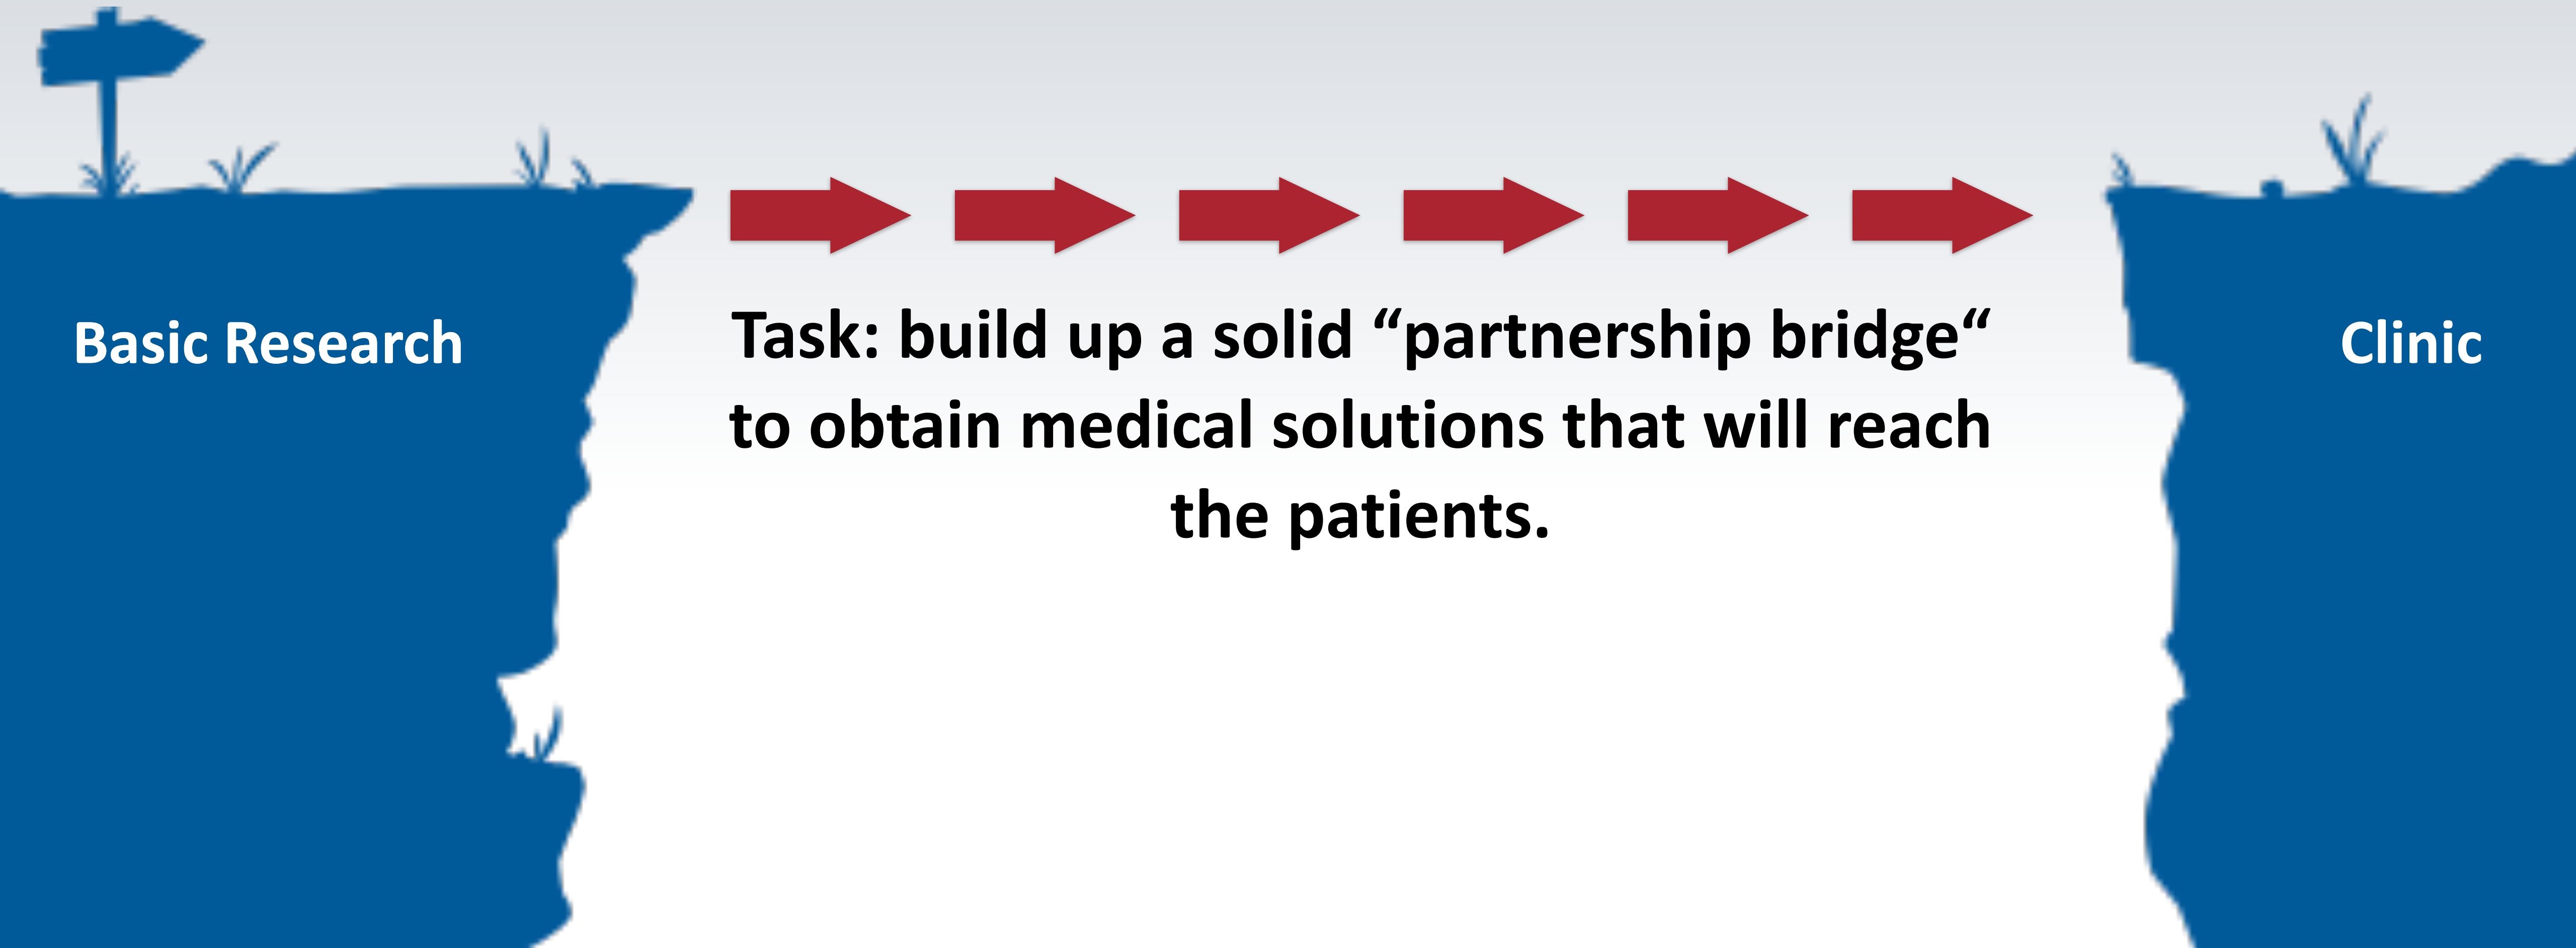 Basic Research
Task: build up a solid “partnership bridge“
to obtain medical solutions that will reach
the patients.
Clinic